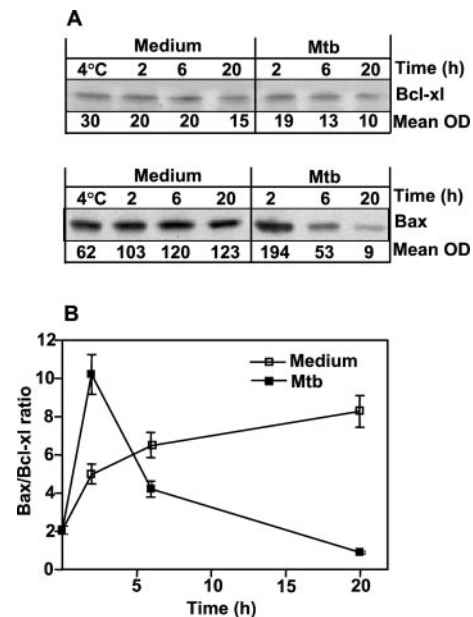 A
Medium Mtb
4°C 2 6 20 2 6 20 Time (h)
Bcl-xl
30 20 20 15 19 13 10 Mean OD
Medium Mtb
4°C 2 6 20 2 6 20 Time (h)
Bax
62 103 120 123 194 53 9 Mean OD
B
Bax/Bcl-xl ratio
12
10
8
6
4
2
0
Medium
Mtb
5 10 15 20
Time (h)